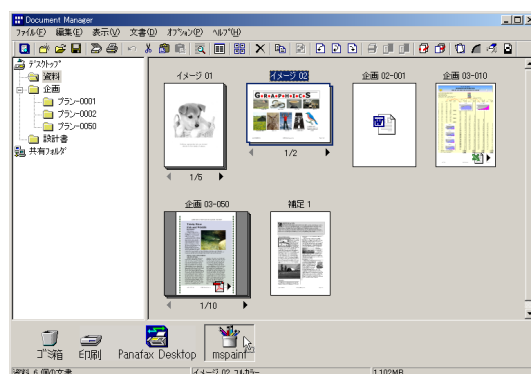 Document Manager
ファイル(F) 編集(E) 表示(V) 文書(D) オプション(P) ヘルプ(H)
デスクトップ
資料
企画
プラン-0001
プラン-0002
プラン-0050
設計書
共有フォルダ
イメージ 01
イメージ 02
企画 02-001
企画 03-010
G·R·A·P·H·I·C·S
1/5
1/2
企画 03-050
補足 1
1/10
ゴミ箱
印刷
Panafax Desktop
mspaint
資料 6 個の文書
イメージ 02 フルカラー
1.102MB